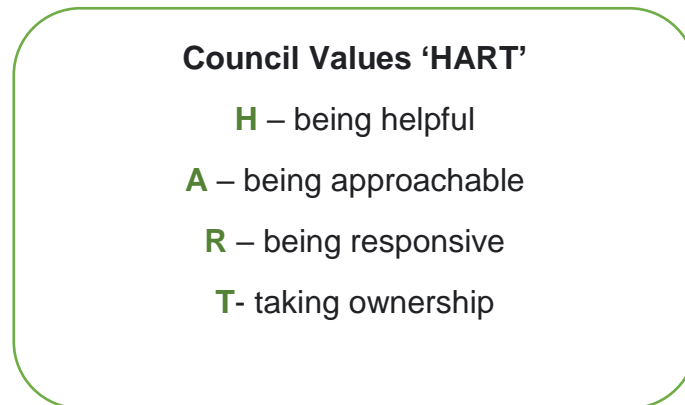 Council Values ‘HART’
H – being helpful
A – being approachable
R – being responsive
T- taking ownership